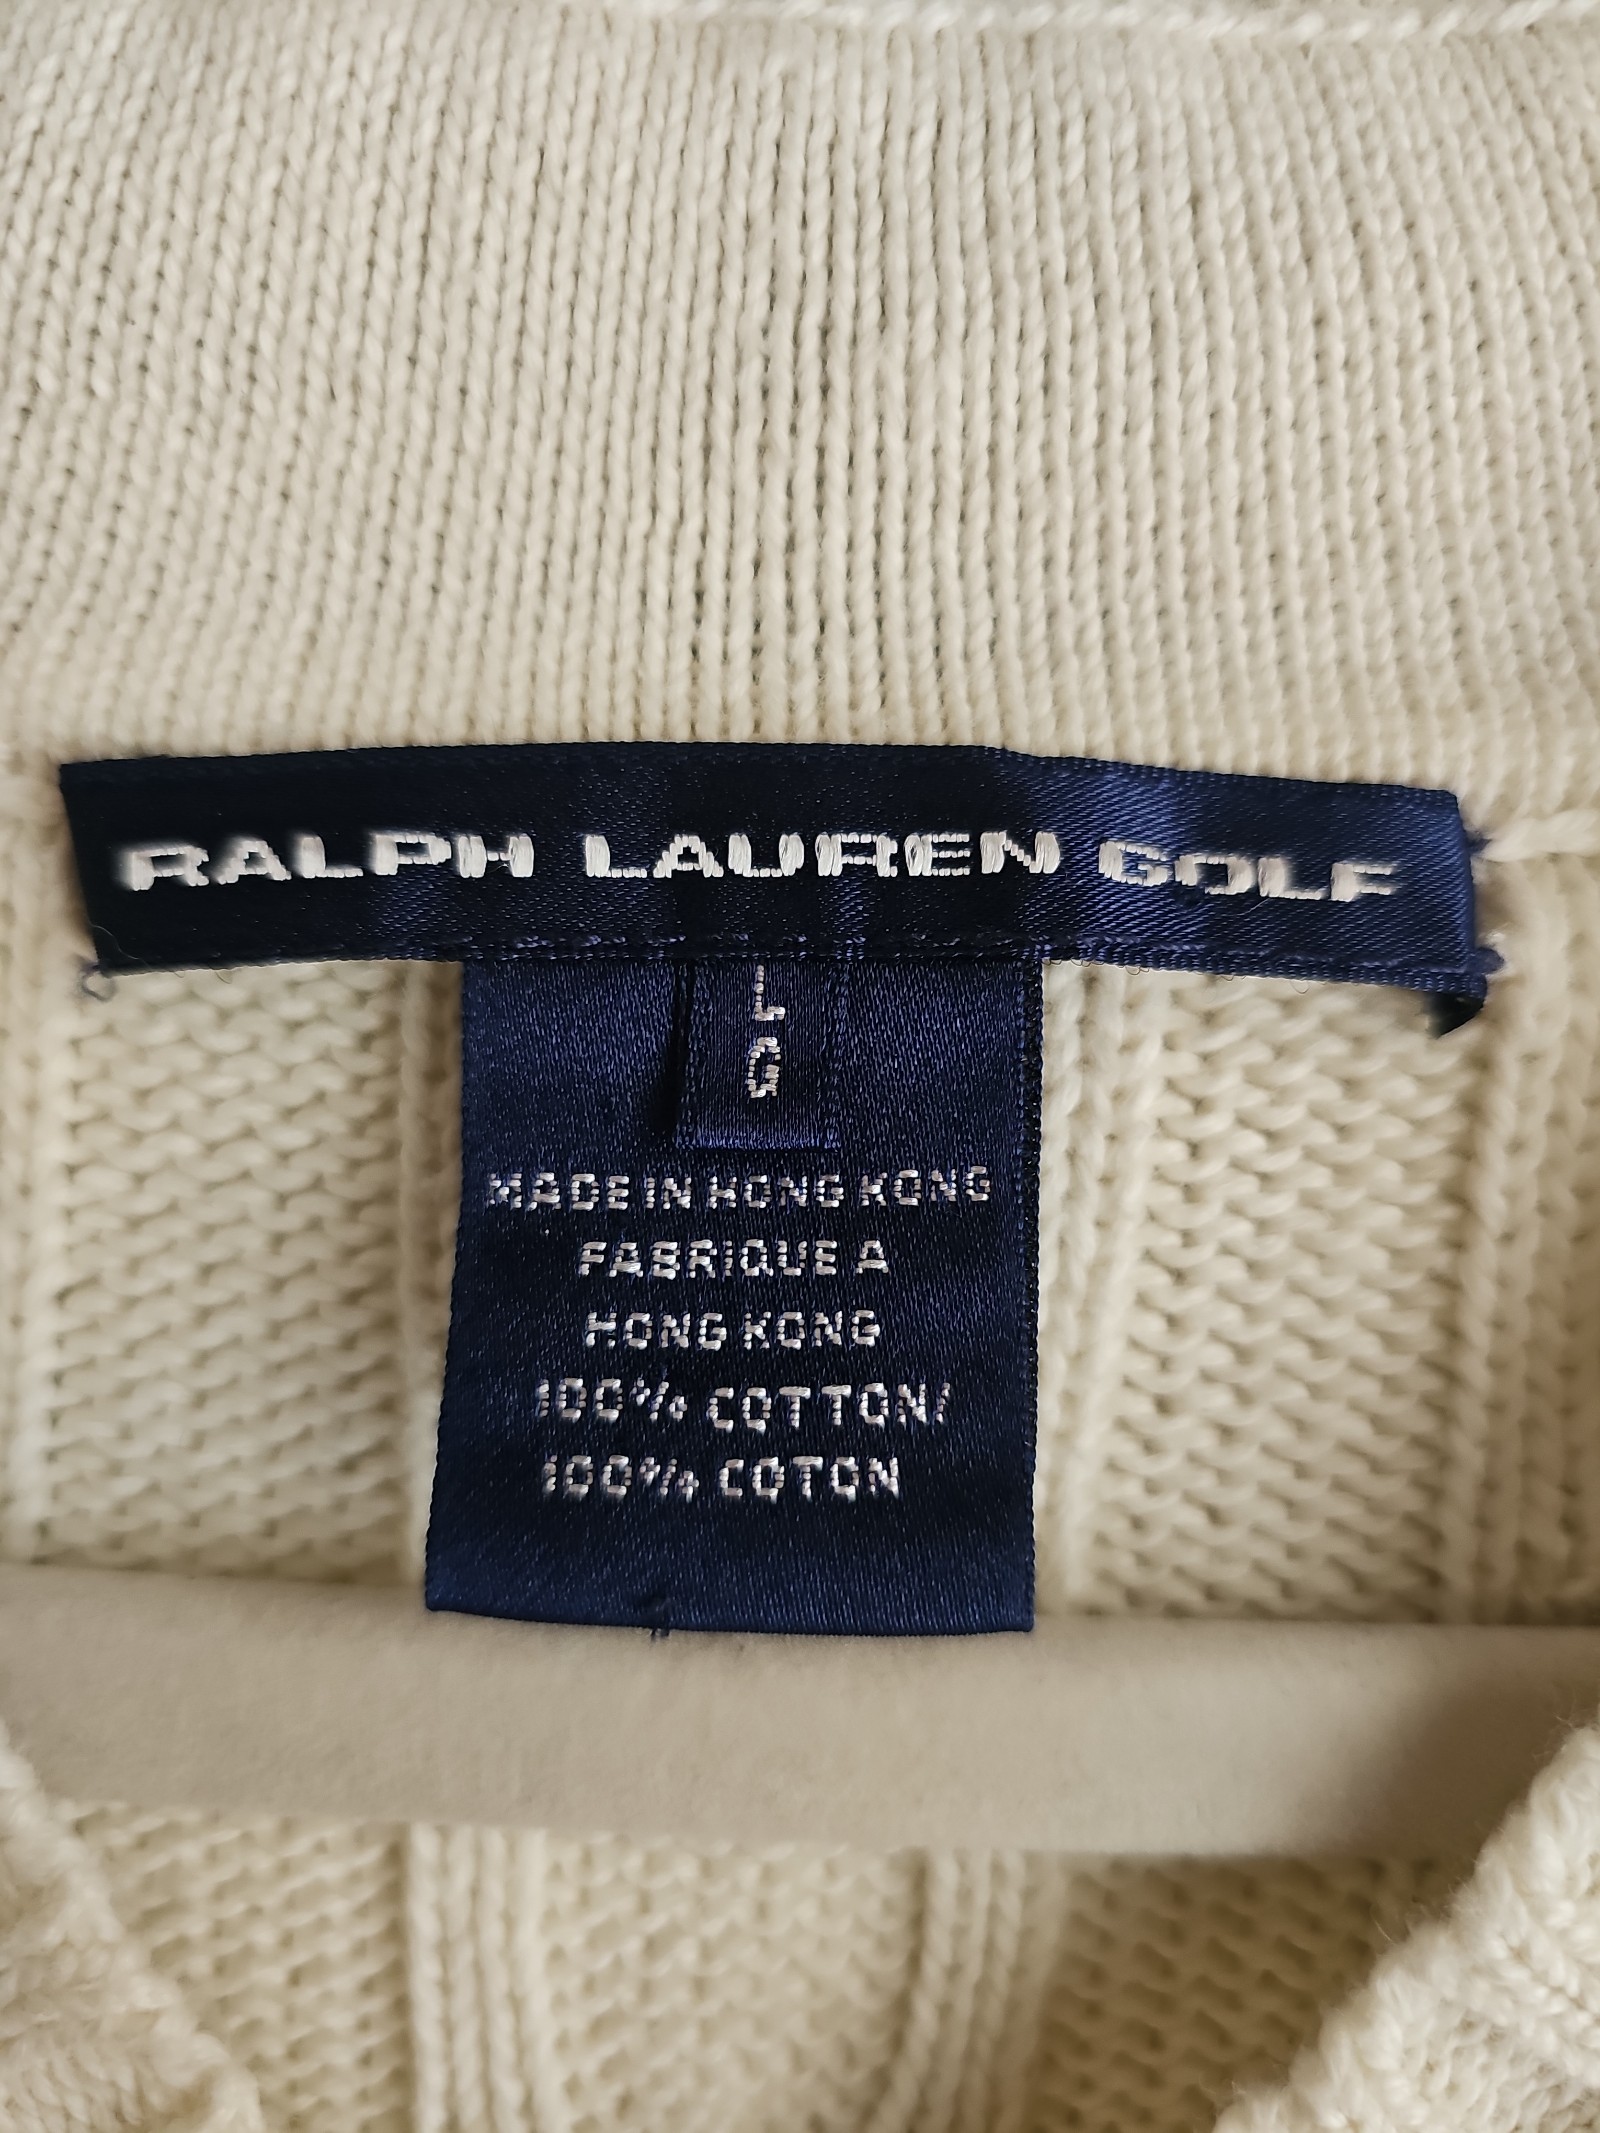 RALPH LAUREN GOLF
L
G
MADE IN HONG KONG
FABRIQUE A
HONG KONG
100% COTTON/
100% COTON